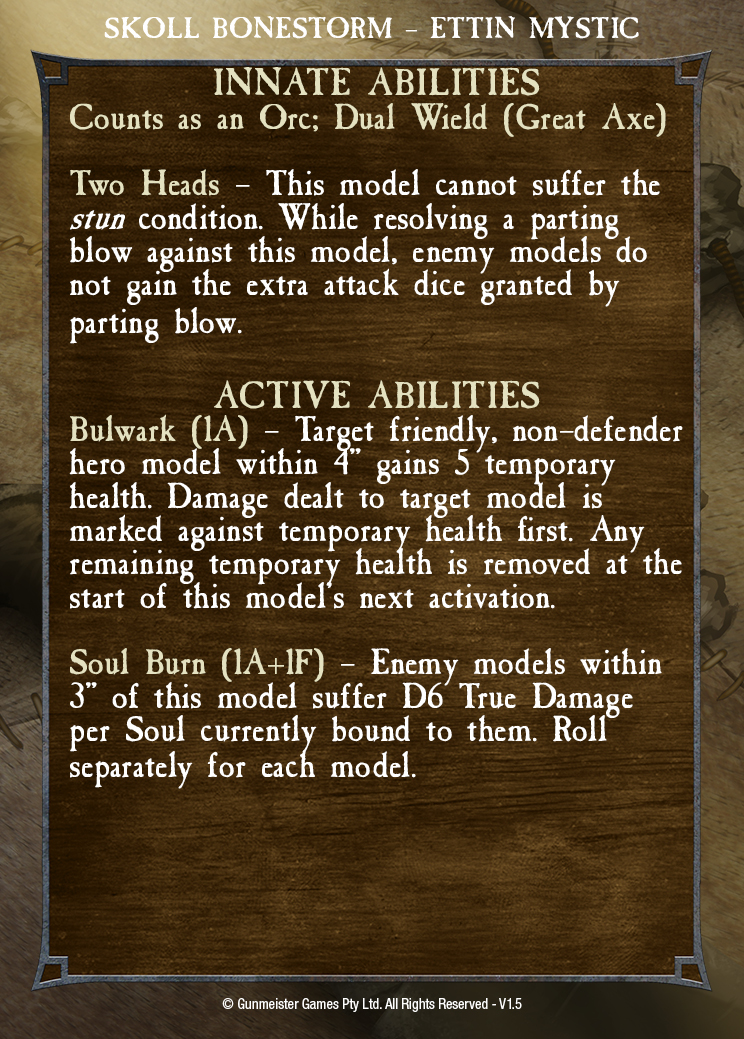 SKOLL BONESTORM – ETTIN MYSTIC
INNATE ABILITIES
Counts as an Orc; Dual Wield (Great Axe)
Two Heads – This model cannot suffer the
stun condition. While resolving a parting
blow against this model, enemy models do
not gain the extra attack dice granted by
parting blow.
ACTIVE ABILITIES
Bulwark (1A) – Target friendly, non-defender
hero model within 4” gains 5 temporary
health. Damage dealt to target model is
marked against temporary health first. Any
remaining temporary health is removed at the
start of this model's next activation.
Soul Burn (1A+1F) – Enemy models within
3” of this model suffer D6 True Damage
per Soul currently bound to them. Roll
separately for each model.
© Gunmeister Games Pty Ltd. All Rights Reserved - V1.5